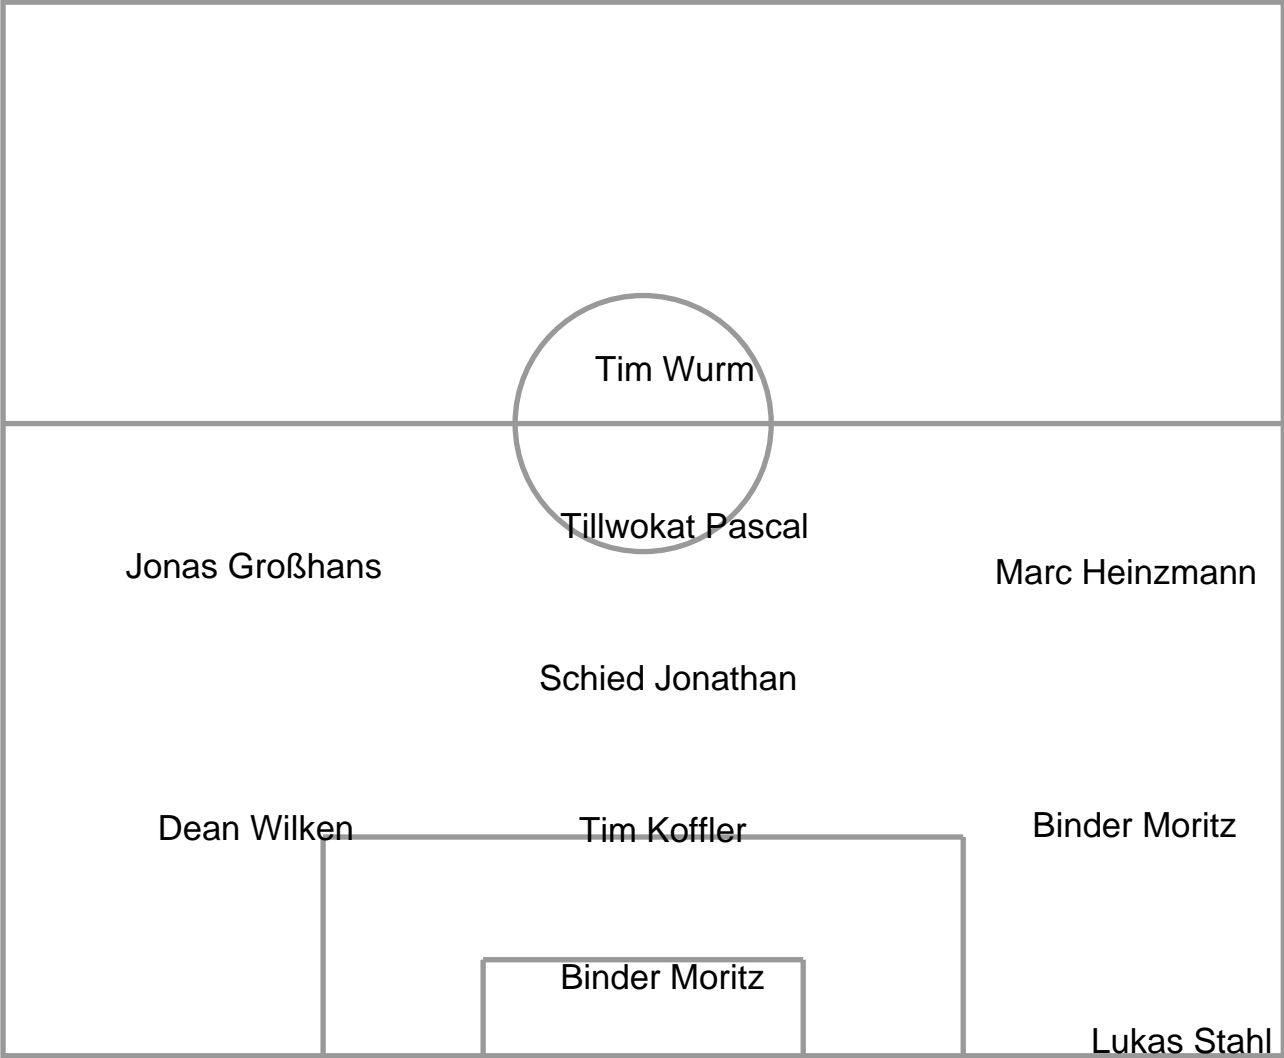 Tim Wurm
Tillwokat Pascal
Jonas Großhans
Marc Heinzmann
Schied Jonathan
Dean Wilken
Tim Koffler
Binder Moritz
Binder Moritz
Lukas Stahl